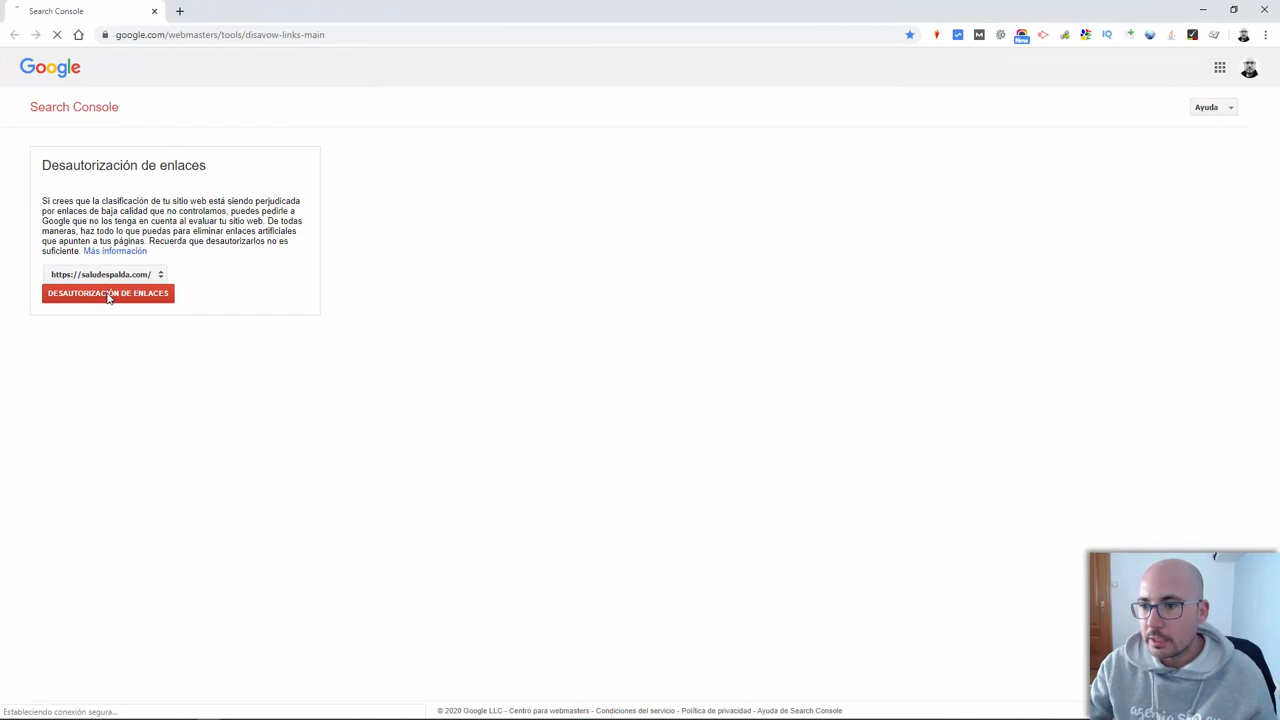 Search Console
google.com/webmasters/tools/disavow-links-main
New
Google
Search Console
Ayuda
Desautorización de enlaces
Si crees que la clasificación de tu sitio web está siendo perjudicada
por enlaces de baja calidad que no controlamos, puedes pedirle a
Google que no los tenga en cuenta al evaluar tu sitio web. De todas
maneras, haz todo lo que puedas para eliminar enlaces artificiales
que apunten a tus páginas. Recuerda que desautorizarlos no es
suficiente. Más información
https://saludespalda.com/
DESAUTORIZACIÓN DE ENLACES
Estableciendo conexión segura...
© 2020 Google LLC - Centro para webmasters - Condiciones del servicio - Política de privacidad - Ayuda de Search Console